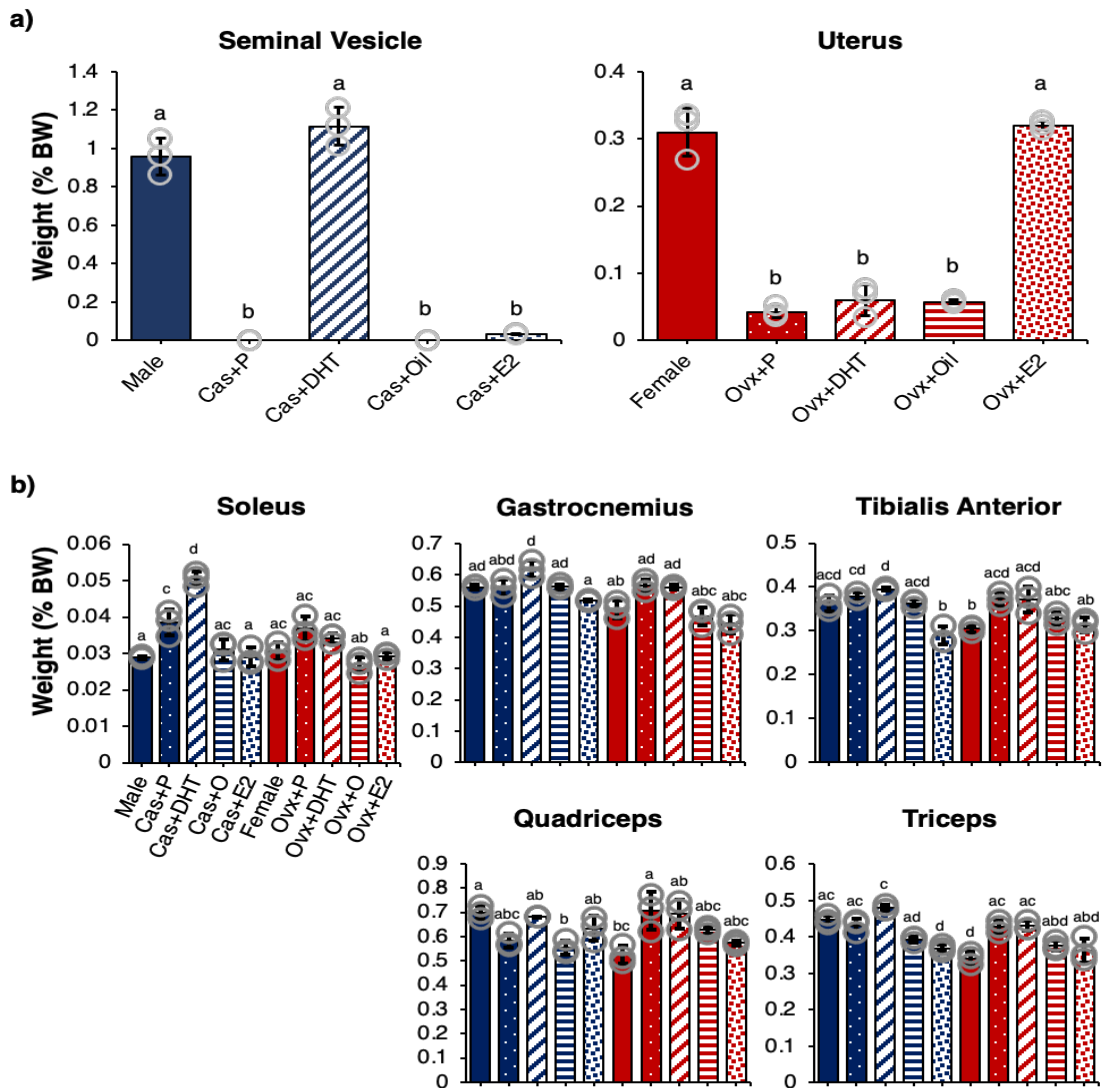 a)
Seminal Vesicle
Uterus
Weight (% BW)
1.4
1.2
1
0.8
0.6
0.4
0.2
0
a
b
a
b
b
Male
Cas+P
Cas+DHT
Cas+Oil
Cas+E2
0.4
0.3
0.2
0.1
0
a
b
b
b
a
Female
Ovx+P
Ovx+DHT
Ovx+Oil
Ovx+E2
b)
Soleus
Gastrocnemius
Tibialis Anterior
Weight (% BW)
0.06
0.05
0.04
0.03
0.02
0.01
0
a
c
d
ac
a
ac
ac
ac
ab
a
Male
Cas+P
Cas+DHT
Cas+O
Cas+E2
Female
Ovx+P
Ovx+DHT
Ovx+O
Ovx+E2
0.7
0.6
0.5
0.4
0.3
0.2
0.1
0
ad
abd
d
ad
a
ab
ad
ad
abc
abc
0.5
0.4
0.3
0.2
0.1
0
acd
cd
d
acd
b
b
acd
acd
abc
ab
Quadriceps
Triceps
0.9
0.8
0.7
0.6
0.5
0.4
0.3
0.2
0.1
0
a
abc
ab
b
ab
bc
a
ab
abc
abc
0.6
0.5
0.4
0.3
0.2
0.1
0
ac
ac
c
ad
d
d
ac
ac
abd
abd